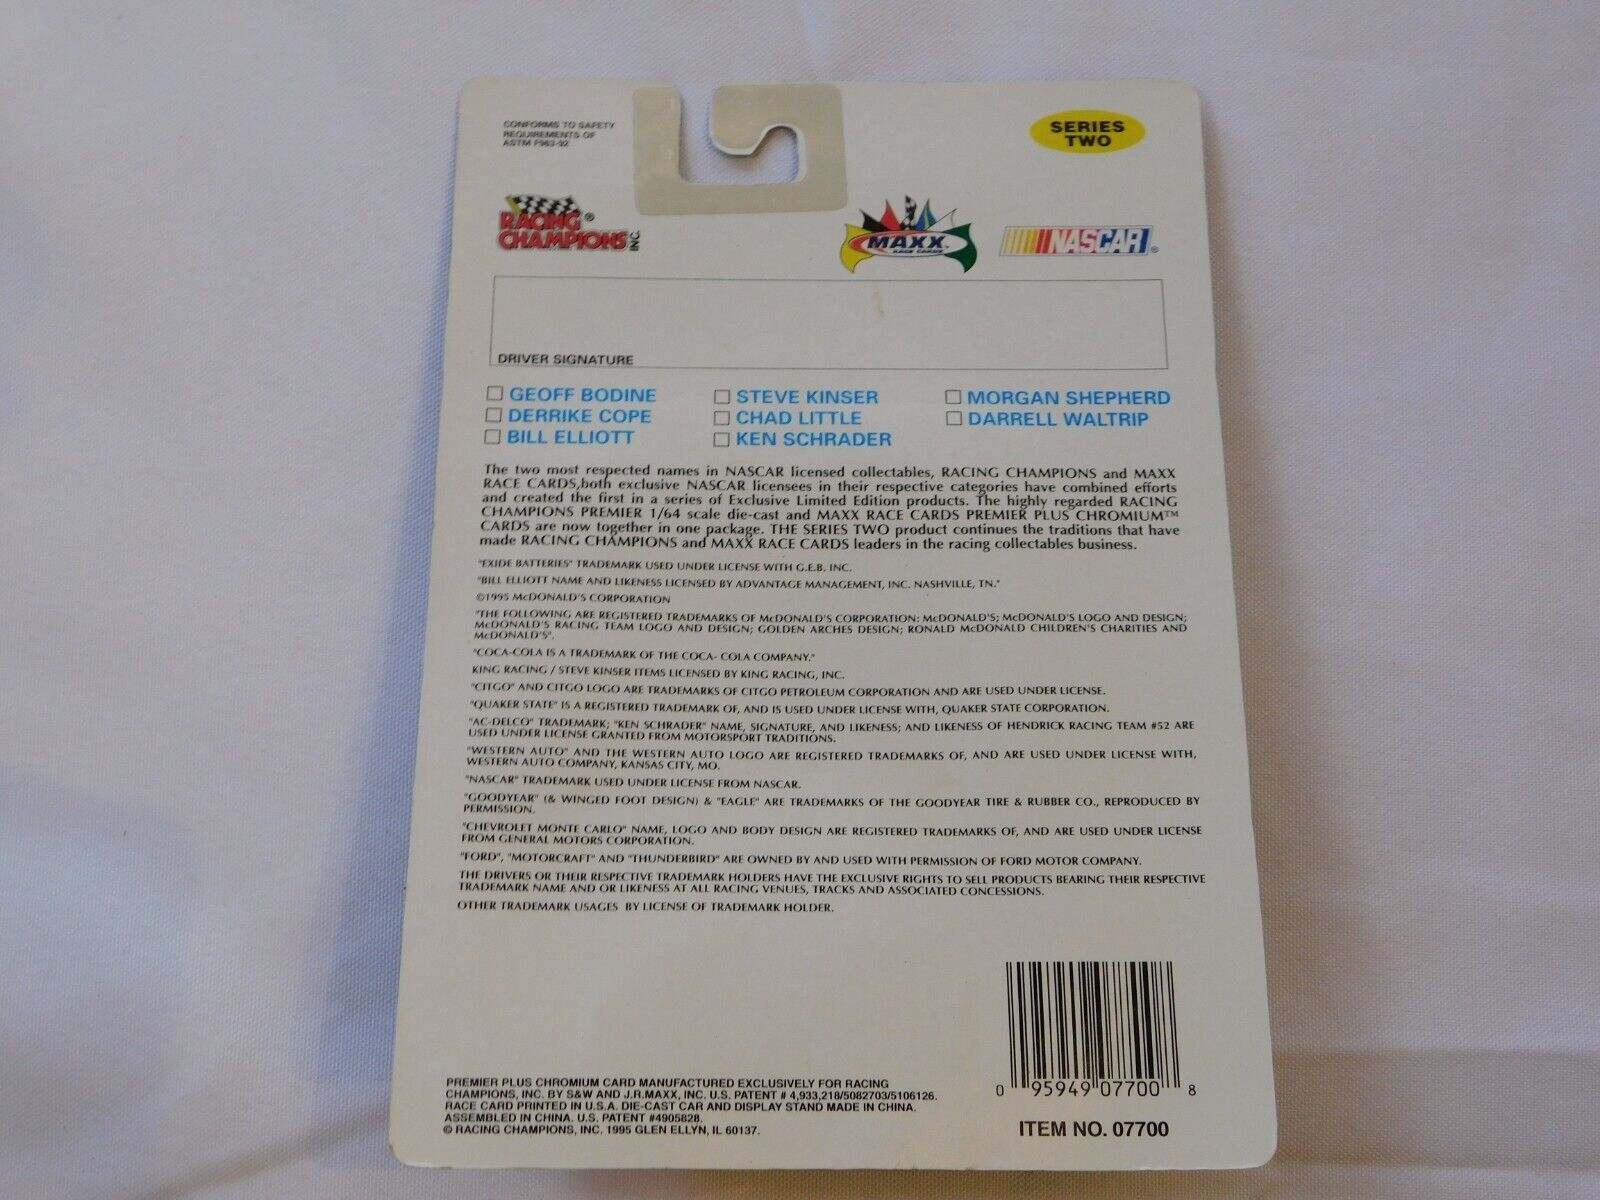 CONFORMS TO SAFETY
REQUIREMENTS OF
ASTM F963-92
SERIES
TWO
RACING®
CHAMPIONS INC.
MAXX™
RACE CARDS
NASCAR®
DRIVER SIGNATURE
GEOFF BODINE STEVE KINSER MORGAN SHEPHERD
DERRIKE COPE CHAD LITTLE DARRELL WALTRIP
BILL ELLIOTT KEN SCHRADER
The two most respected names in NASCAR licensed collectables, RACING CHAMPIONS and MAXX
RACE CARDS,both exclusive NASCAR licensees in their respective categories have combined efforts
and created the first in a series of Exclusive Limited Edition products. The highly regarded RACING
CHAMPIONS PREMIER 1/64 scale die-cast and MAXX RACE CARDS PREMIER PLUS CHROMIUM™
CARDS are now together in one package. THE SERIES TWO product continues the traditions that have
made RACING CHAMPIONS and MAXX RACE CARDS leaders in the racing collectables business.
"EXIDE BATTERIES" TRADEMARK USED UNDER LICENSE WITH G.E.B. INC.
"BILL ELLIOTT NAME AND LIKENESS LICENSED BY ADVANTAGE MANAGEMENT, INC. NASHVILLE, TN."
©1995 McDONALD'S CORPORATION
"THE FOLLOWING ARE REGISTERED TRADEMARKS OF McDONALD'S CORPORATION: McDONALD'S; McDONALD'S LOGO AND DESIGN;
McDONALD'S RACING TEAM LOGO AND DESIGN; GOLDEN ARCHES DESIGN; RONALD McDONALD CHILDREN'S CHARITIES AND
McDONALD'S".
"COCA-COLA IS A TRADEMARK OF THE COCA- COLA COMPANY."
KING RACING / STEVE KINSER ITEMS LICENSED BY KING RACING, INC.
"CITGO" AND CITGO LOGO ARE TRADEMARKS OF CITGO PETROLEUM CORPORATION AND ARE USED UNDER LICENSE.
"QUAKER STATE" IS A REGISTERED TRADEMARK OF, AND IS USED UNDER LICENSE WITH, QUAKER STATE CORPORATION.
"AC-DELCO" TRADEMARK; "KEN SCHRADER" NAME, SIGNATURE, AND LIKENESS; AND LIKENESS OF HENDRICK RACING TEAM #52 ARE
USED UNDER LICENSE GRANTED FROM MOTORSPORT TRADITIONS.
"WESTERN AUTO" AND THE WESTERN AUTO LOGO ARE REGISTERED TRADEMARKS OF, AND ARE USED UNDER LICENSE WITH,
WESTERN AUTO COMPANY, KANSAS CITY, MO.
"NASCAR" TRADEMARK USED UNDER LICENSE FROM NASCAR.
"GOODYEAR" (& WINGED FOOT DESIGN) & "EAGLE" ARE TRADEMARKS OF THE GOODYEAR TIRE & RUBBER CO., REPRODUCED BY
PERMISSION.
"CHEVROLET MONTE CARLO" NAME, LOGO AND BODY DESIGN ARE REGISTERED TRADEMARKS OF, AND ARE USED UNDER LICENSE
FROM GENERAL MOTORS CORPORATION.
"FORD", "MOTORCRAFT" AND "THUNDERBIRD" ARE OWNED BY AND USED WITH PERMISSION OF FORD MOTOR COMPANY.
THE DRIVERS OR THEIR RESPECTIVE TRADEMARK HOLDERS HAVE THE EXCLUSIVE RIGHTS TO SELL PRODUCTS BEARING THEIR RESPECTIVE
TRADEMARK NAME AND OR LIKENESS AT ALL RACING VENUES, TRACKS AND ASSOCIATED CONCESSIONS.
OTHER TRADEMARK USAGES BY LICENSE OF TRADEMARK HOLDER.
PREMIER PLUS CHROMIUM CARD MANUFACTURED EXCLUSIVELY FOR RACING
CHAMPIONS, INC. BY S&W AND J.R.MAXX, INC. U.S. PATENT # 4,933,218/5082703/5106126.
RACE CARD PRINTED IN U.S.A. DIE-CAST CAR AND DISPLAY STAND MADE IN CHINA.
ASSEMBLED IN CHINA. U.S. PATENT #4905828.
© RACING CHAMPIONS, INC. 1995 GLEN ELLYN, IL 60137.
0 95949 07700 8
ITEM NO. 07700